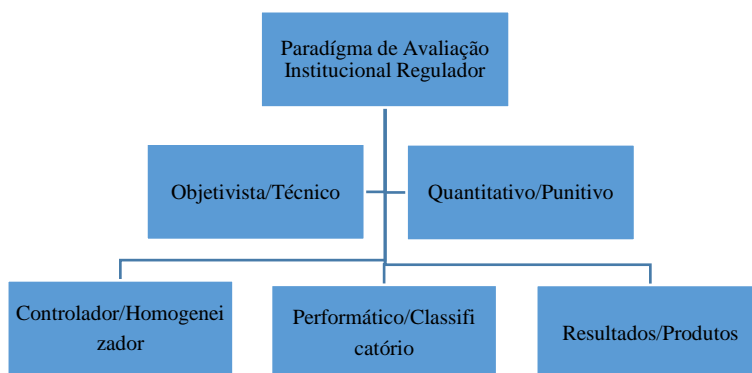 Paradígma de Avaliação
Institucional Regulador
Objetivista/Técnico
Quantitativo/Punitivo
Controlador/Homogenei
zador
Performático/Classifi
catório
Resultados/Produtos